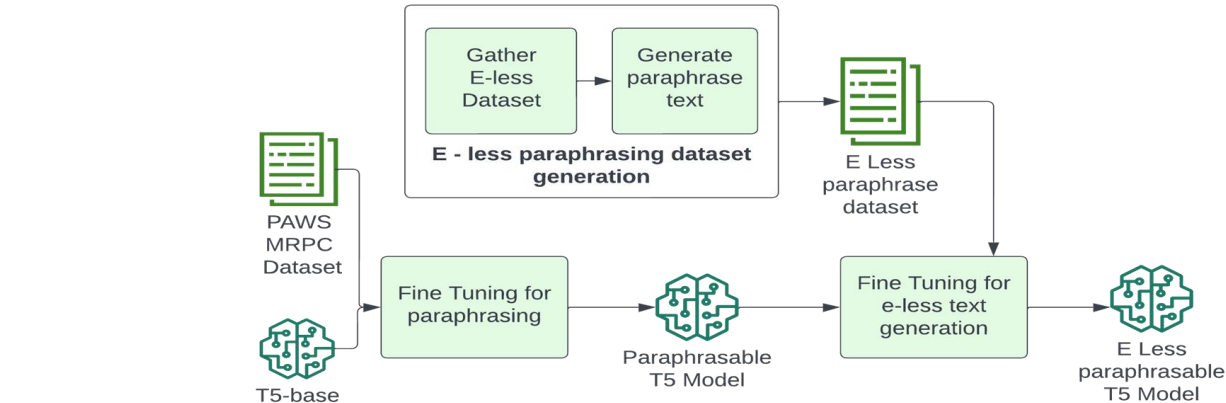 Gather
E-less
Dataset
Generate
paraphrase
text
E - less paraphrasing dataset
generation
E Less
paraphrase
dataset
PAWS
MRPC
Dataset
T5-base
Fine Tuning for
paraphrasing
Paraphrasable
T5 Model
Fine Tuning for
e-less text
generation
E Less
paraphrasable
T5 Model